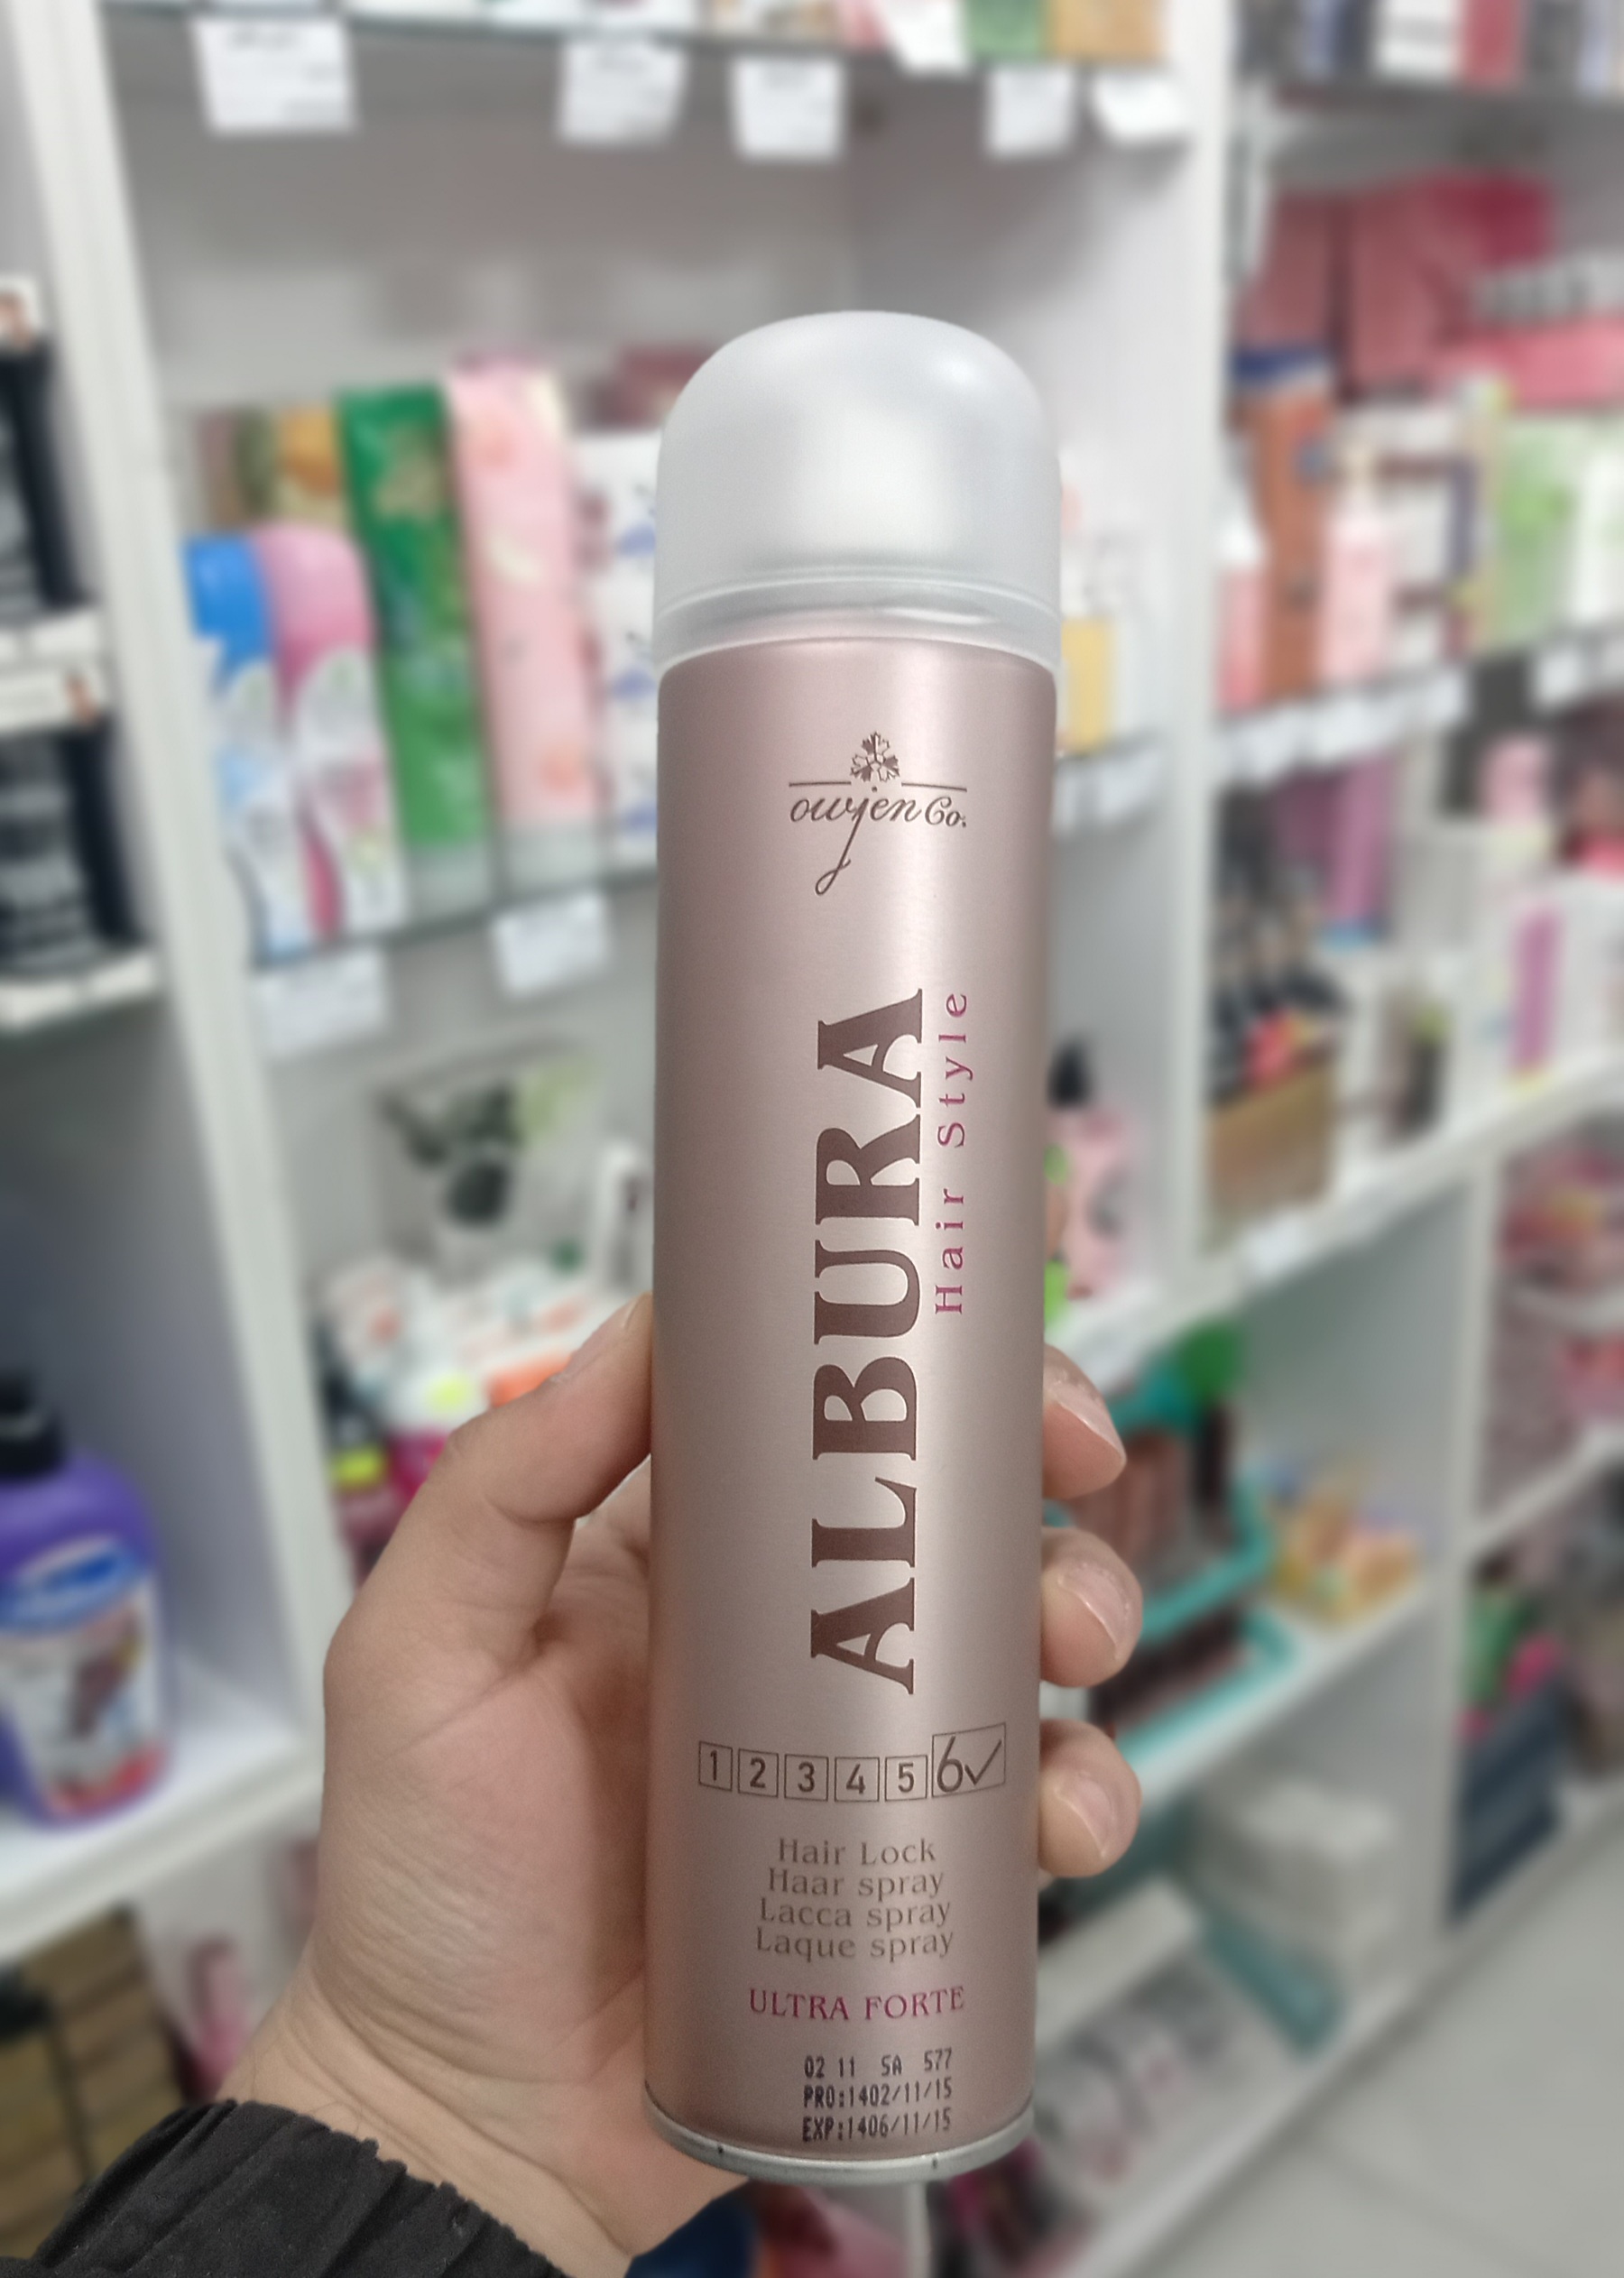 owjen Co.
ALBURA
Hair Style
1 2 3 4 5 6✓
Hair Lock
Haar spray
Lacca spray
Laque spray
ULTRA FORTE
02 11 SA 577
PRO:1402/11/15
EXP:1406/11/15